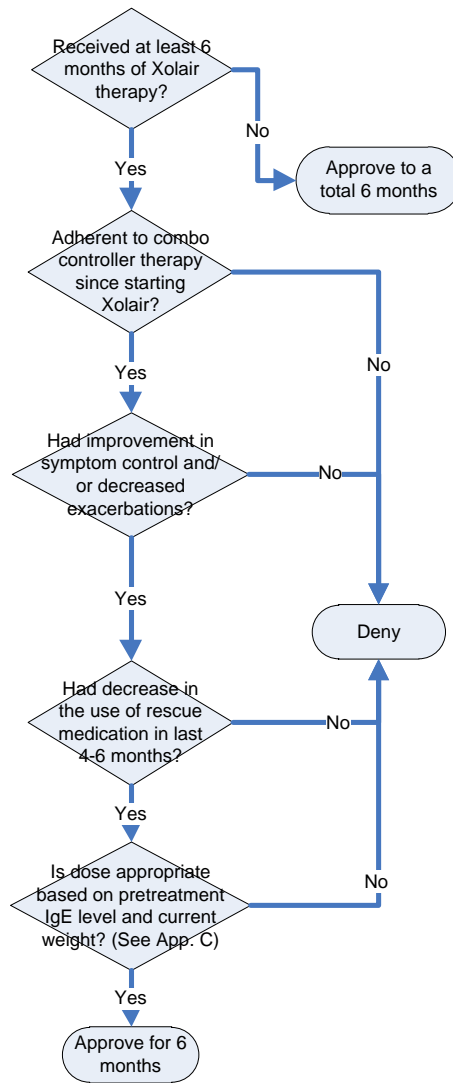 Received at least 6
months of Xolair
therapy?
No
Yes
Approve to a
total 6 months
Adherent to combo
controller therapy
since starting
Xolair?
No
Yes
Had improvement in
symptom control and/
or decreased
exacerbations?
No
Yes
Deny
Had decrease in
the use of rescue
medication in last
4-6 months?
No
Yes
Is dose appropriate
based on pretreatment
IgE level and current
weight? (See App. C)
No
Yes
Approve for 6
months